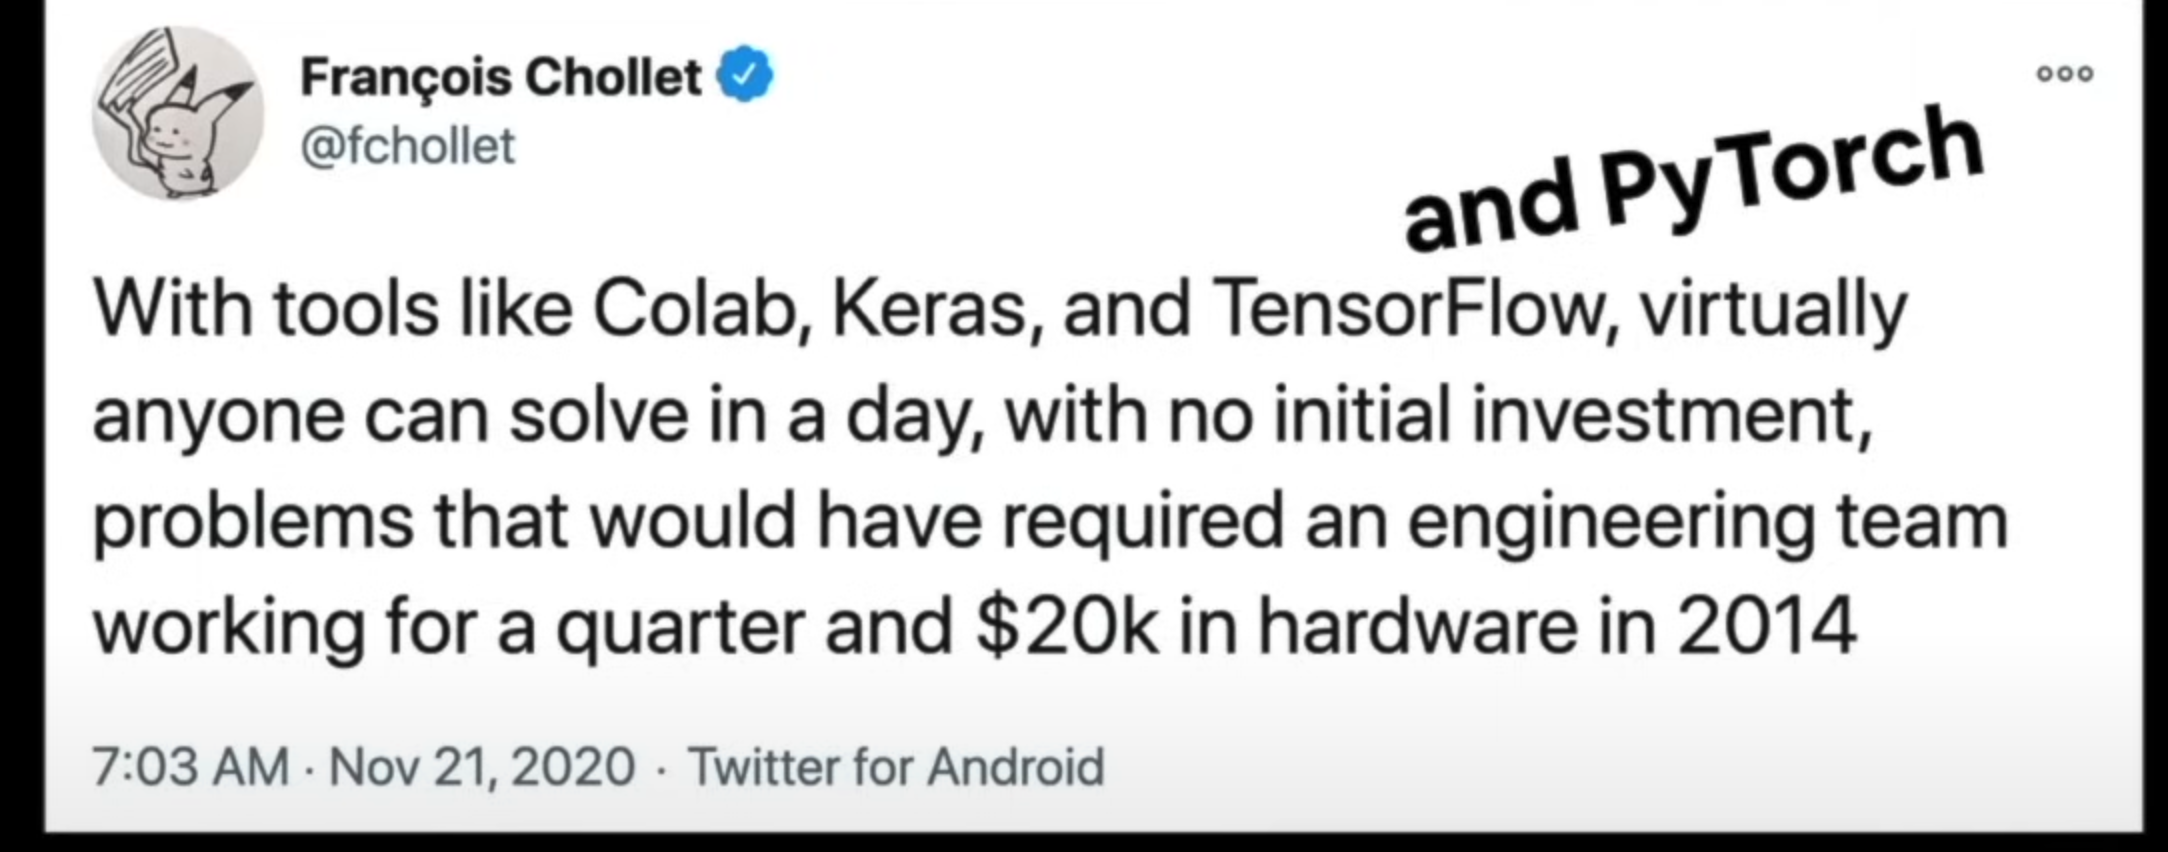 François Chollet
@fchollet
and PyTorch
With tools like Colab, Keras, and TensorFlow, virtually
anyone can solve in a day, with no initial investment,
problems that would have required an engineering team
working for a quarter and $20k in hardware in 2014
7:03 AM · Nov 21, 2020 · Twitter for Android